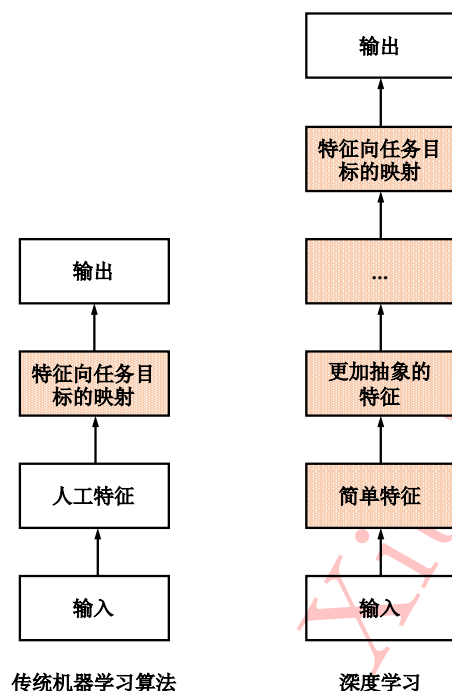 输出
特征向任务目
标的映射
人工特征
输入
传统机器学习算法
输出
特征向任务目
标的映射
...
更加抽象的
特征
简单特征
输入
深度学习